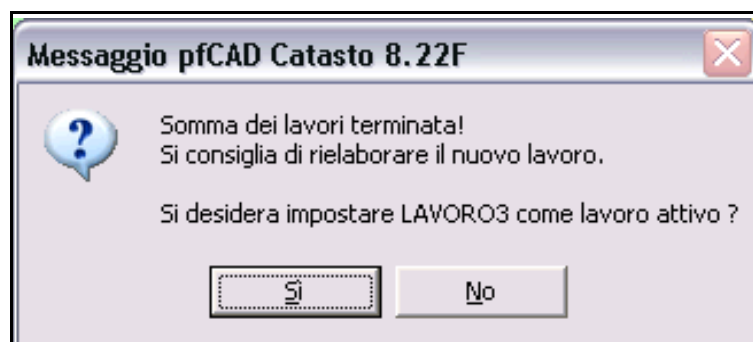 Messaggio pfCAD Catasto 8.22F
Somma dei lavori terminata!
Si consiglia di rielaborare il nuovo lavoro.
Si desidera impostare LAVORO3 come lavoro attivo ?
Sì No